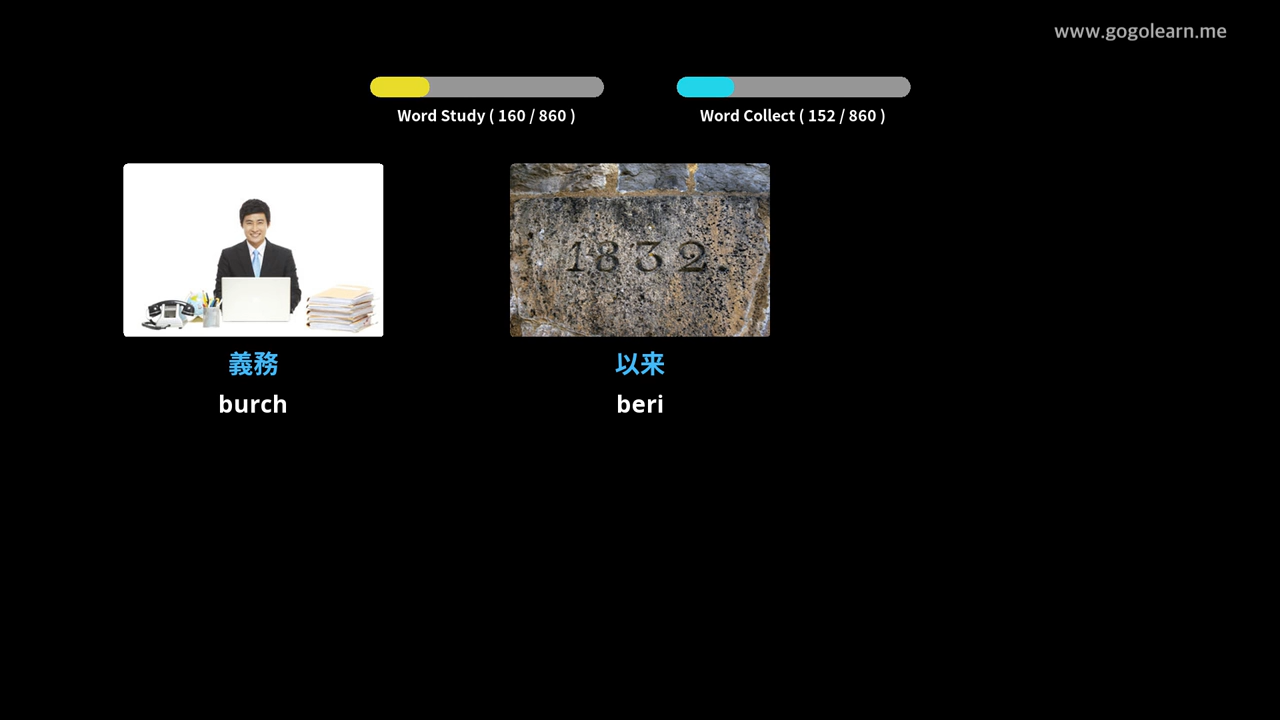 www.gogolearn.me
Word Study ( 160 / 860 )
Word Collect ( 152 / 860 )
1832.
義務
burch
以来
beri